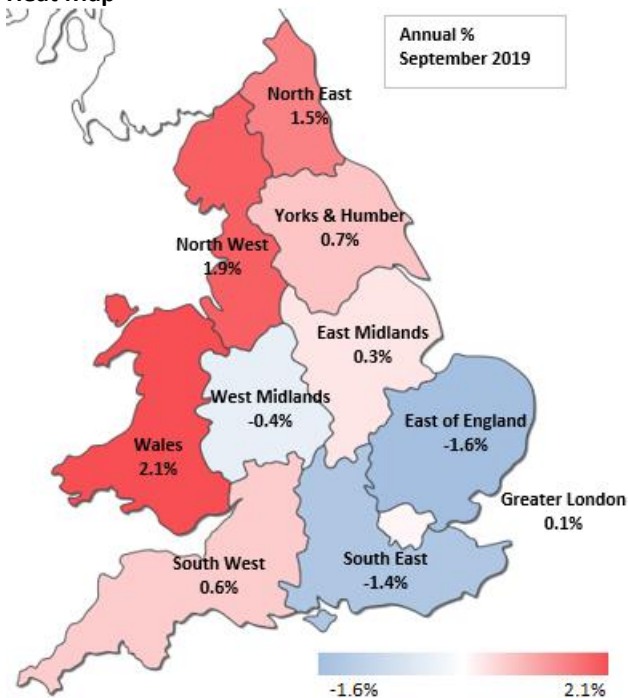 Heat Map
Annual %
September 2019
North East
1.5%
Yorks & Humber
0.7%
North West
1.9%
East Midlands
0.3%
West Midlands
-0.4%
East of England
-1.6%
Wales
2.1%
Greater London
0.1%
South West
0.6%
South East
-1.4%
-1.6%
2.1%